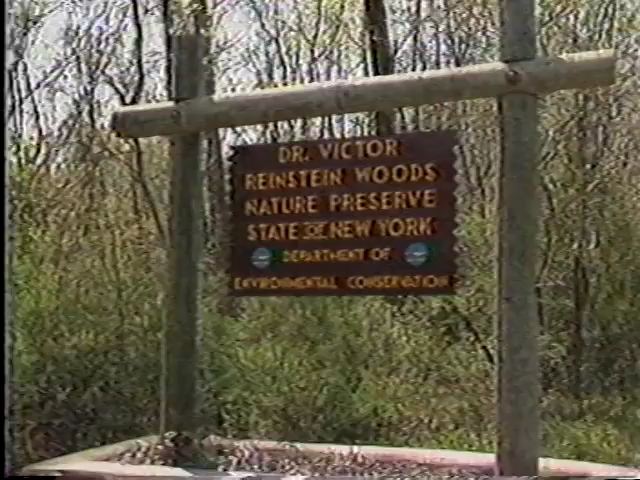 DR. VICTOR
REINSTEIN WOODS
NATURE PRESERVE
STATE OF NEW YORK
DEPARTMENT OF
ENVIRONMENTAL CONSERVATION